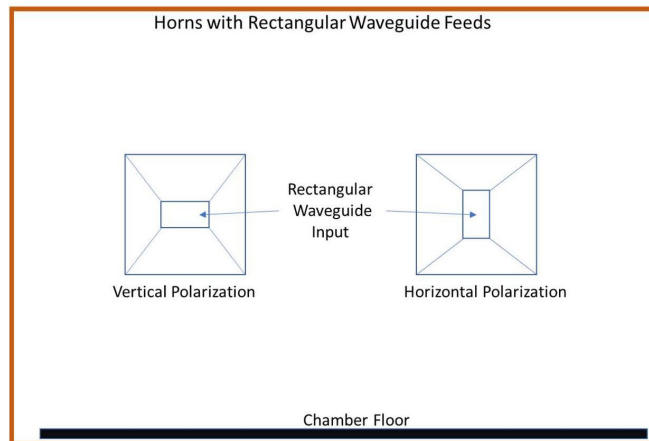 Horns with Rectangular Waveguide Feeds
Rectangular
Waveguide
Input
Vertical Polarization
Horizontal Polarization
Chamber Floor